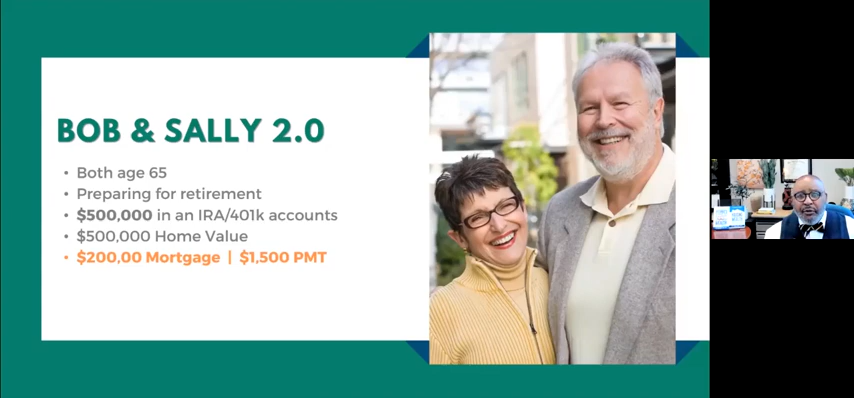 BOB & SALLY 2.0
• Both age 65
• Preparing for retirement
• $500,000 in an IRA/401k accounts
• $500,000 Home Value
• $200,00 Mortgage | $1,500 PMT